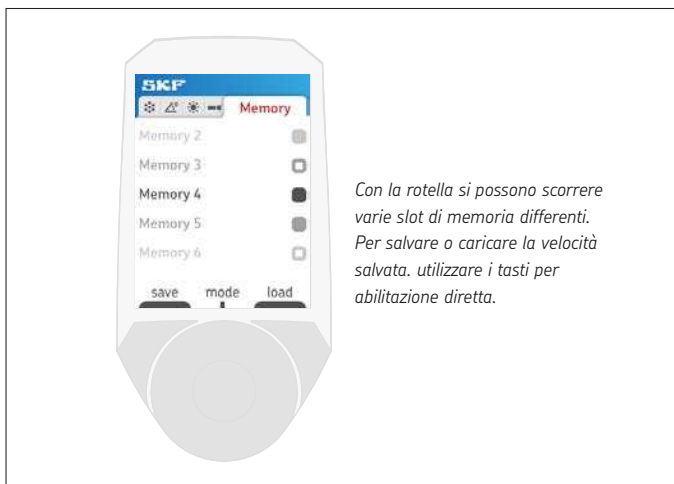 SKF
Memory
Memory 2
Memory 3
Memory 4
Memory 5
Memory 6
save mode load
Con la rotella si possono scorrere
varie slot di memoria differenti.
Per salvare o caricare la velocità
salvata. utilizzare i tasti per
abilitazione diretta.